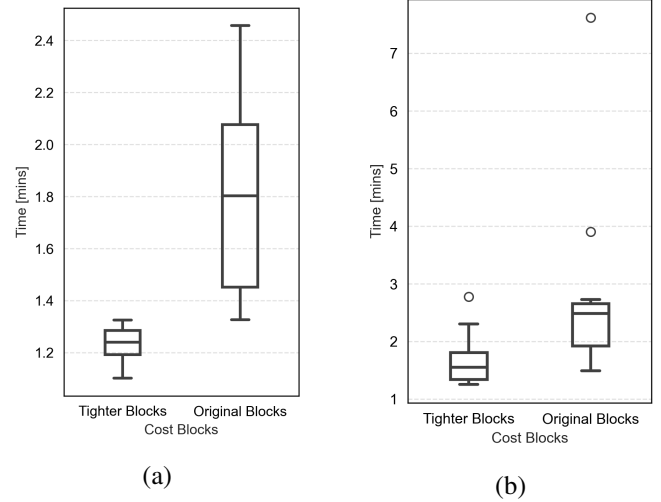 2.4
2.2
2.0
1.8
1.6
1.4
1.2
Time [mins]
Tighter Blocks Original Blocks
Cost Blocks
(a)
7
6
5
4
3
2
1
Time [mins]
Tighter Blocks Original Blocks
Cost Blocks
(b)